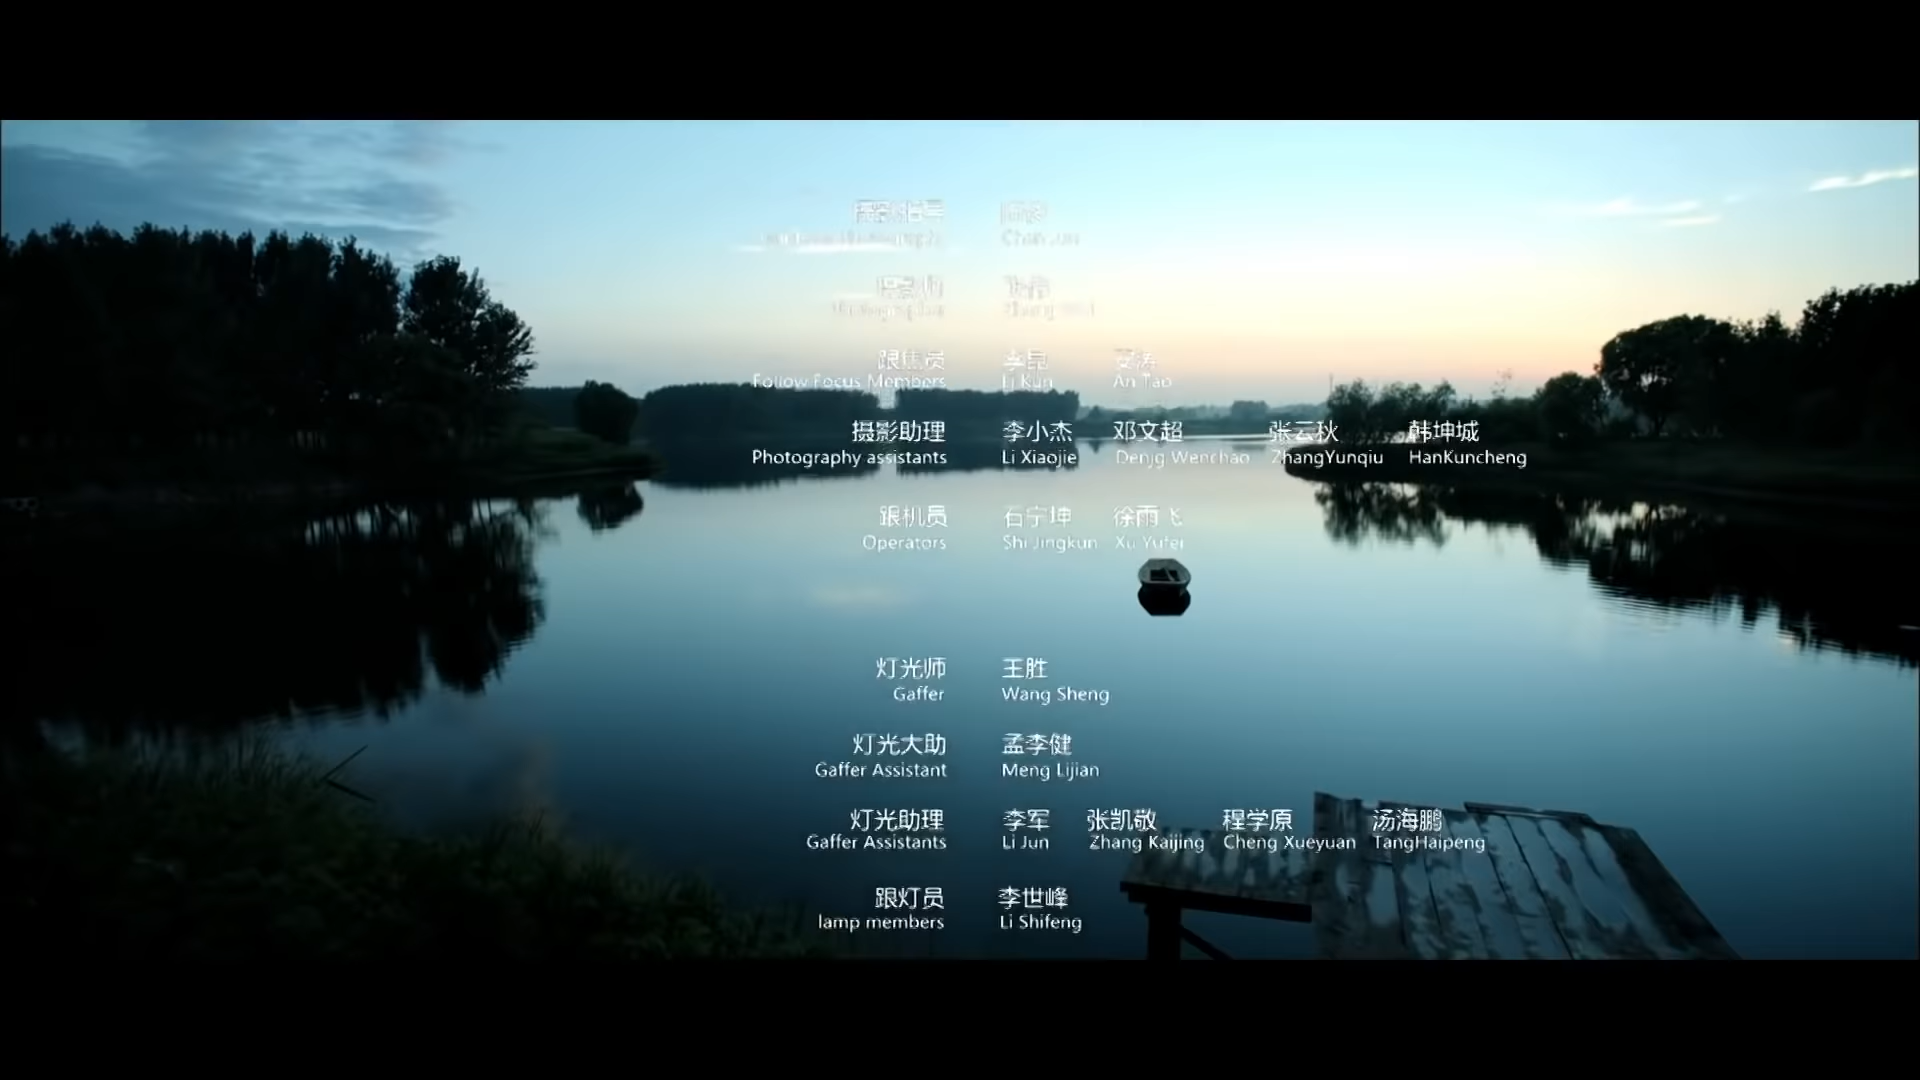 跟焦员 李昆 安涛
Follow Focus Members Li Kun An Tao
摄影助理 李小杰 邓文超 张云秋 韩坤城
Photography assistants Li Xiaojie Denjg Wenchao ZhangYunqiu HanKuncheng
跟机员 石宁坤 徐雨飞
Operators Shi Jingkun Xu Yufei
灯光师 王胜
Gaffer Wang Sheng
灯光大助 孟李健
Gaffer Assistant Meng Lijian
灯光助理 李军 张凯敬 程学原 汤海鹏
Gaffer Assistants Li Jun Zhang Kaijing Cheng Xueyuan TangHaipeng
跟灯员 李世峰
lamp members Li Shifeng